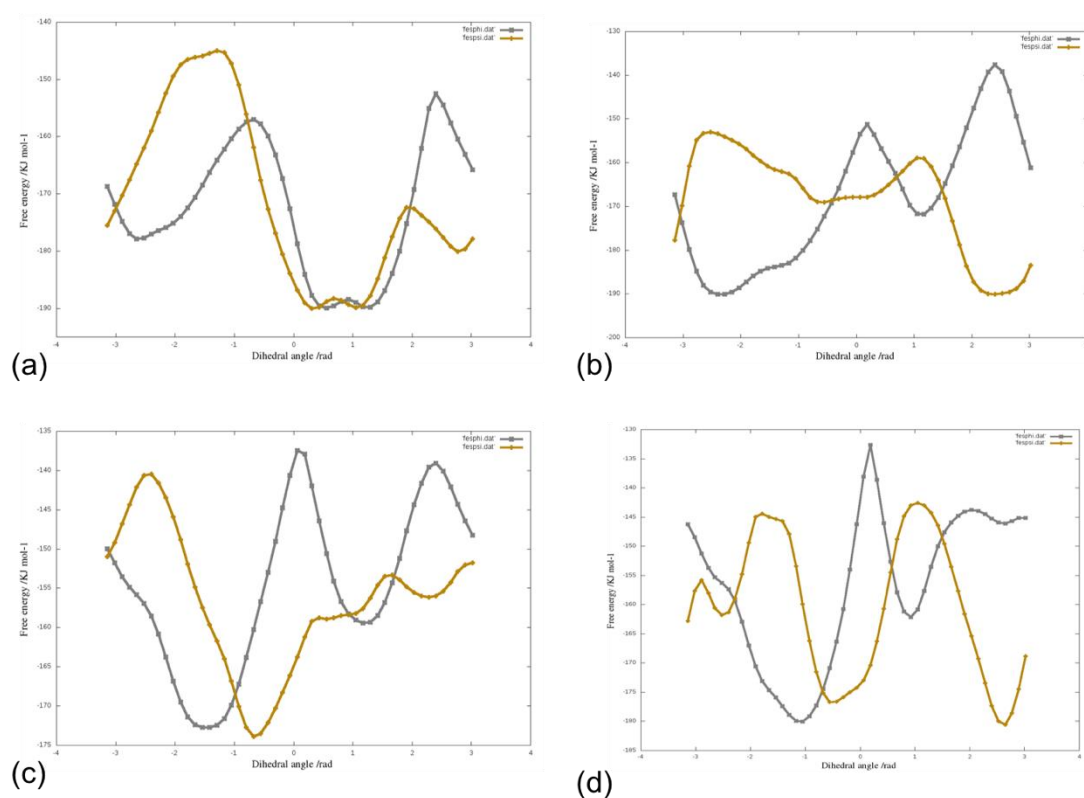 -140
'fesphi.dat'
'fespsi.dat'
-150
-160
Free energy /KJ mol-1
-170
-180
-190
-4 -3 -2 -1 0 1 2 3 4
Dihedral angle /rad
(a)
'fesphi.dat'
'fespsi.dat'
-130
-140
-150
-160
Free energy /KJ mol-1
-170
-180
-190
-200
-4 -3 -2 -1 0 1 2 3 4
Dihedral angle /rad
(b)
-135
'fesphi.dat'
'fespsi.dat'
-140
-145
-150
-155
Free energy /KJ mol-1
-160
-165
-170
-175
-4 -3 -2 -1 0 1 2 3 4
Dihedral angle /rad
(c)
-130
'fesphi.dat'
'fespsi.dat'
-135
-140
-145
-150
-155
Free energy /KJ mol-1
-160
-165
-170
-175
-180
-185
-4 -3 -2 -1 0 1 2 3 4
Dihedral angle /rad
(d)